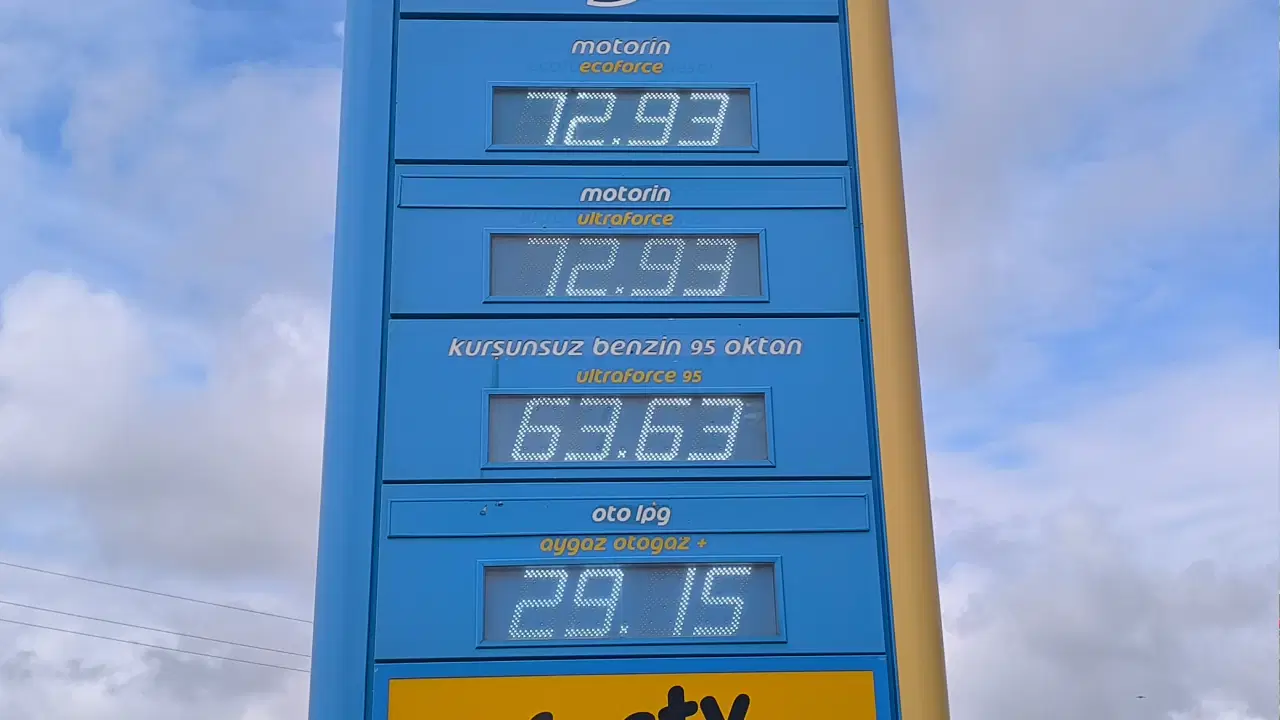 motorin
ecoforce
72.93
motorin
ultraforce
72.93
kurşunsuz benzin 95 oktan
ultraforce 95
63.63
oto lpg
aygaz otogaz +
29.15